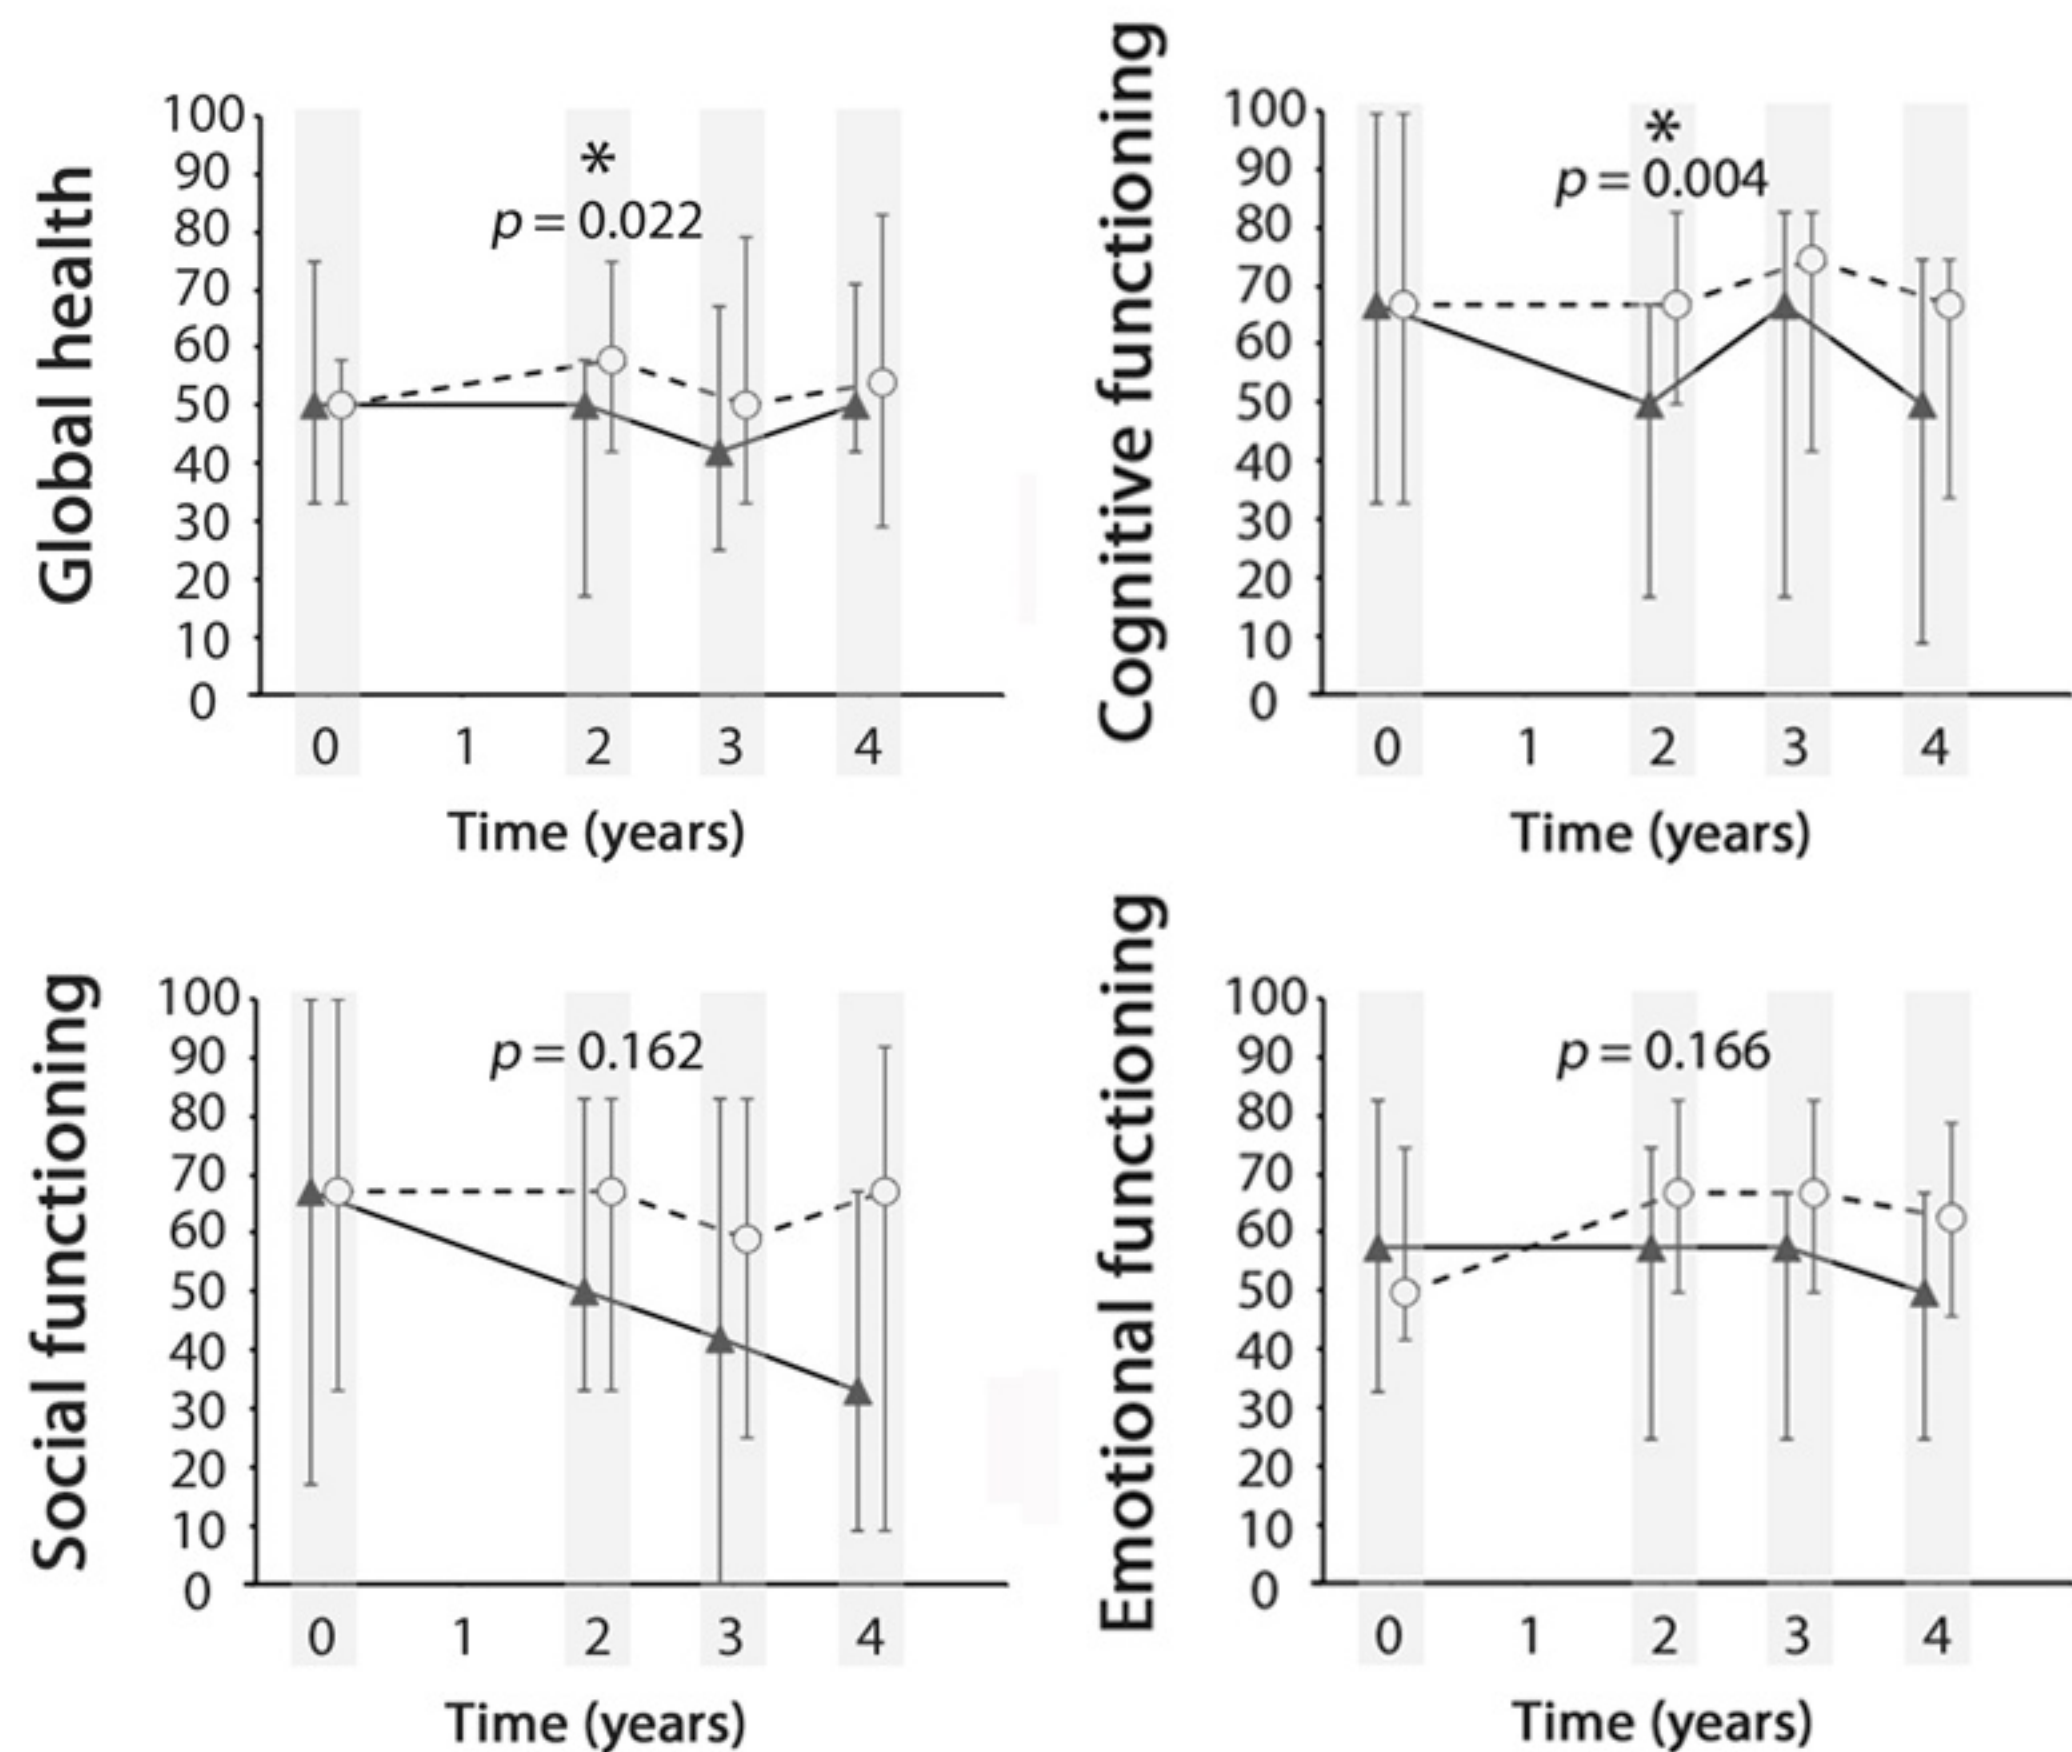 Global health
100
90
80
70
60
50
40
30
20
10
0
*
p = 0.022
0 1 2 3 4
Time (years)
Cognitive functioning
100
90
80
70
60
50
40
30
20
10
0
*
p = 0.004
0 1 2 3 4
Time (years)
Social functioning
100
90
80
70
60
50
40
30
20
10
0
p = 0.162
0 1 2 3 4
Time (years)
Emotional functioning
100
90
80
70
60
50
40
30
20
10
0
p = 0.166
0 1 2 3 4
Time (years)